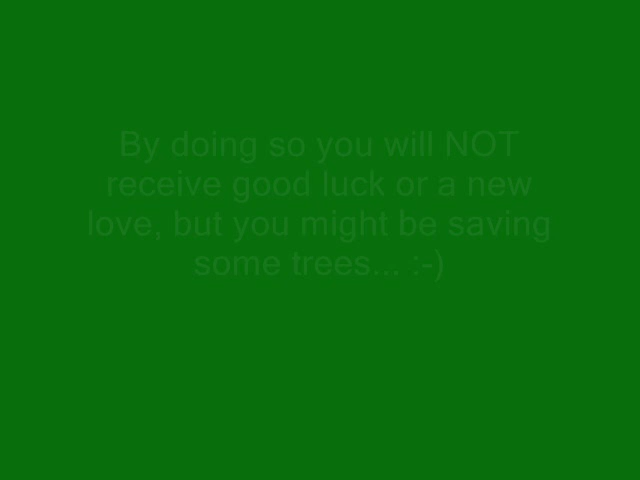 By doing so you will NOT
receive good luck or a new
love, but you might be saving
some trees... :-)